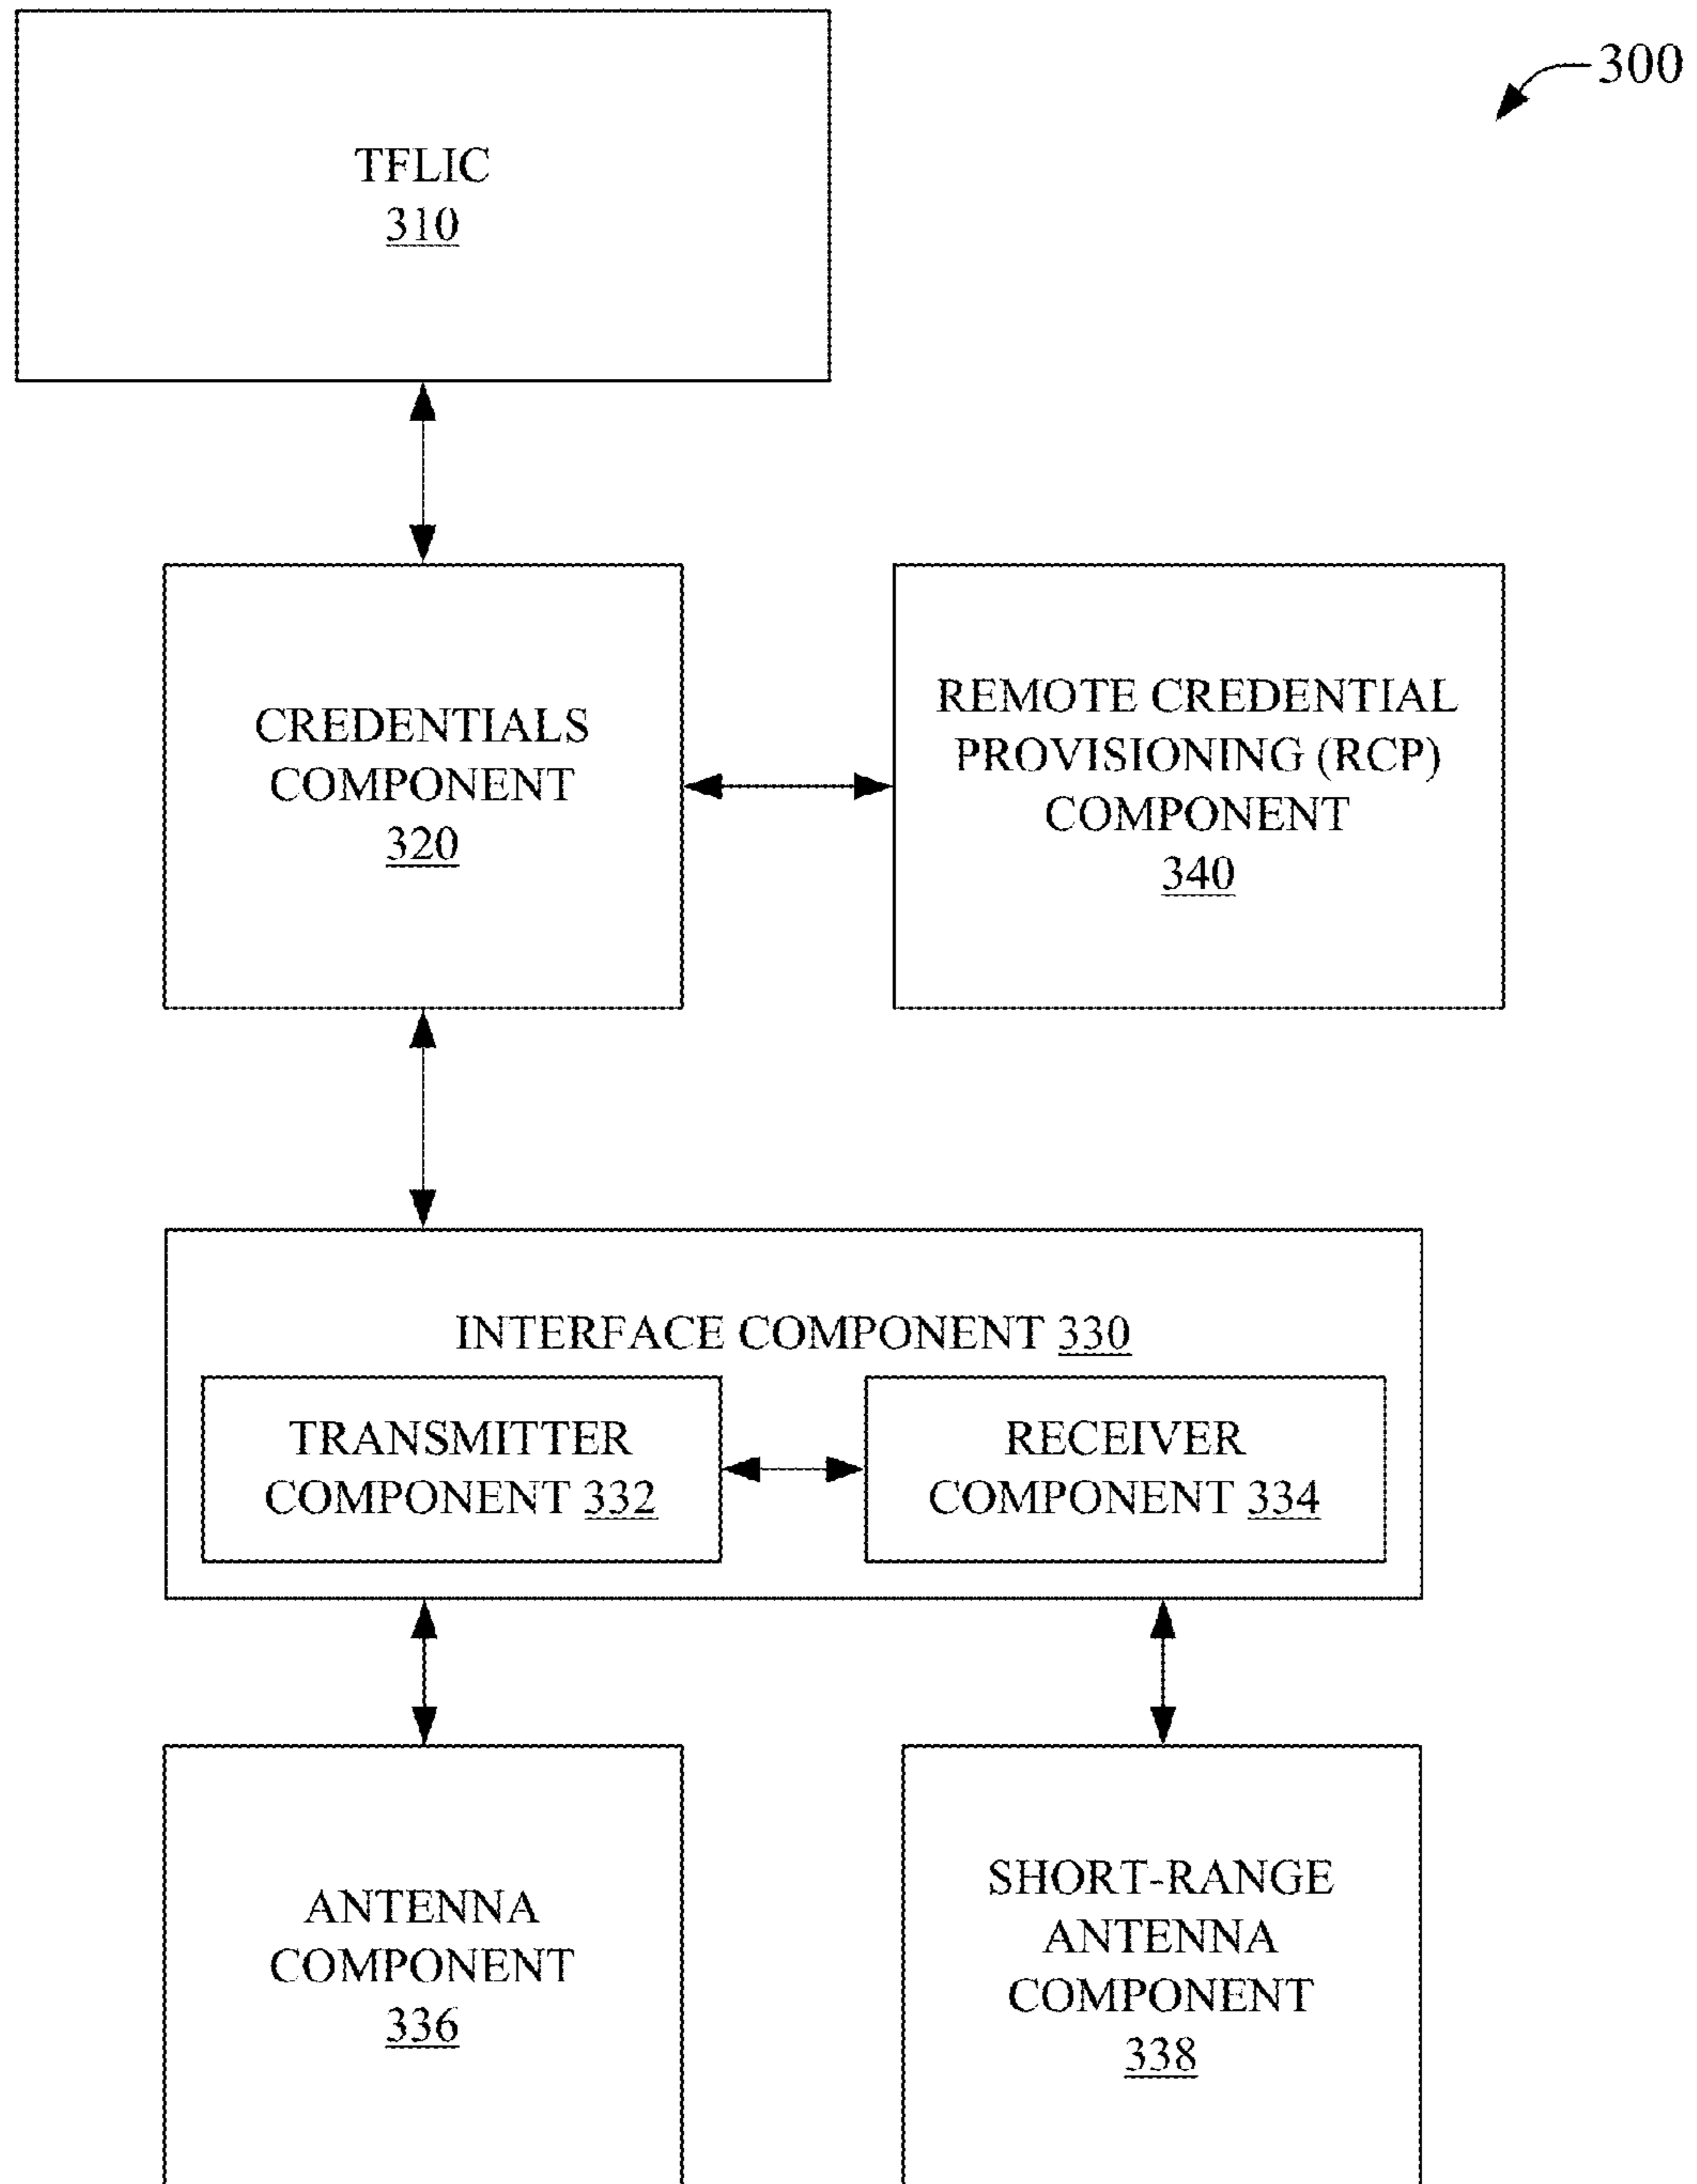 300
TFLIC
310
CREDENTIALS
COMPONENT
320
REMOTE CREDENTIAL
PROVISIONING (RCP)
COMPONENT
340
INTERFACE COMPONENT 330
TRANSMITTER
COMPONENT 332
RECEIVER
COMPONENT 334
ANTENNA
COMPONENT
336
SHORT-RANGE
ANTENNA
COMPONENT
338